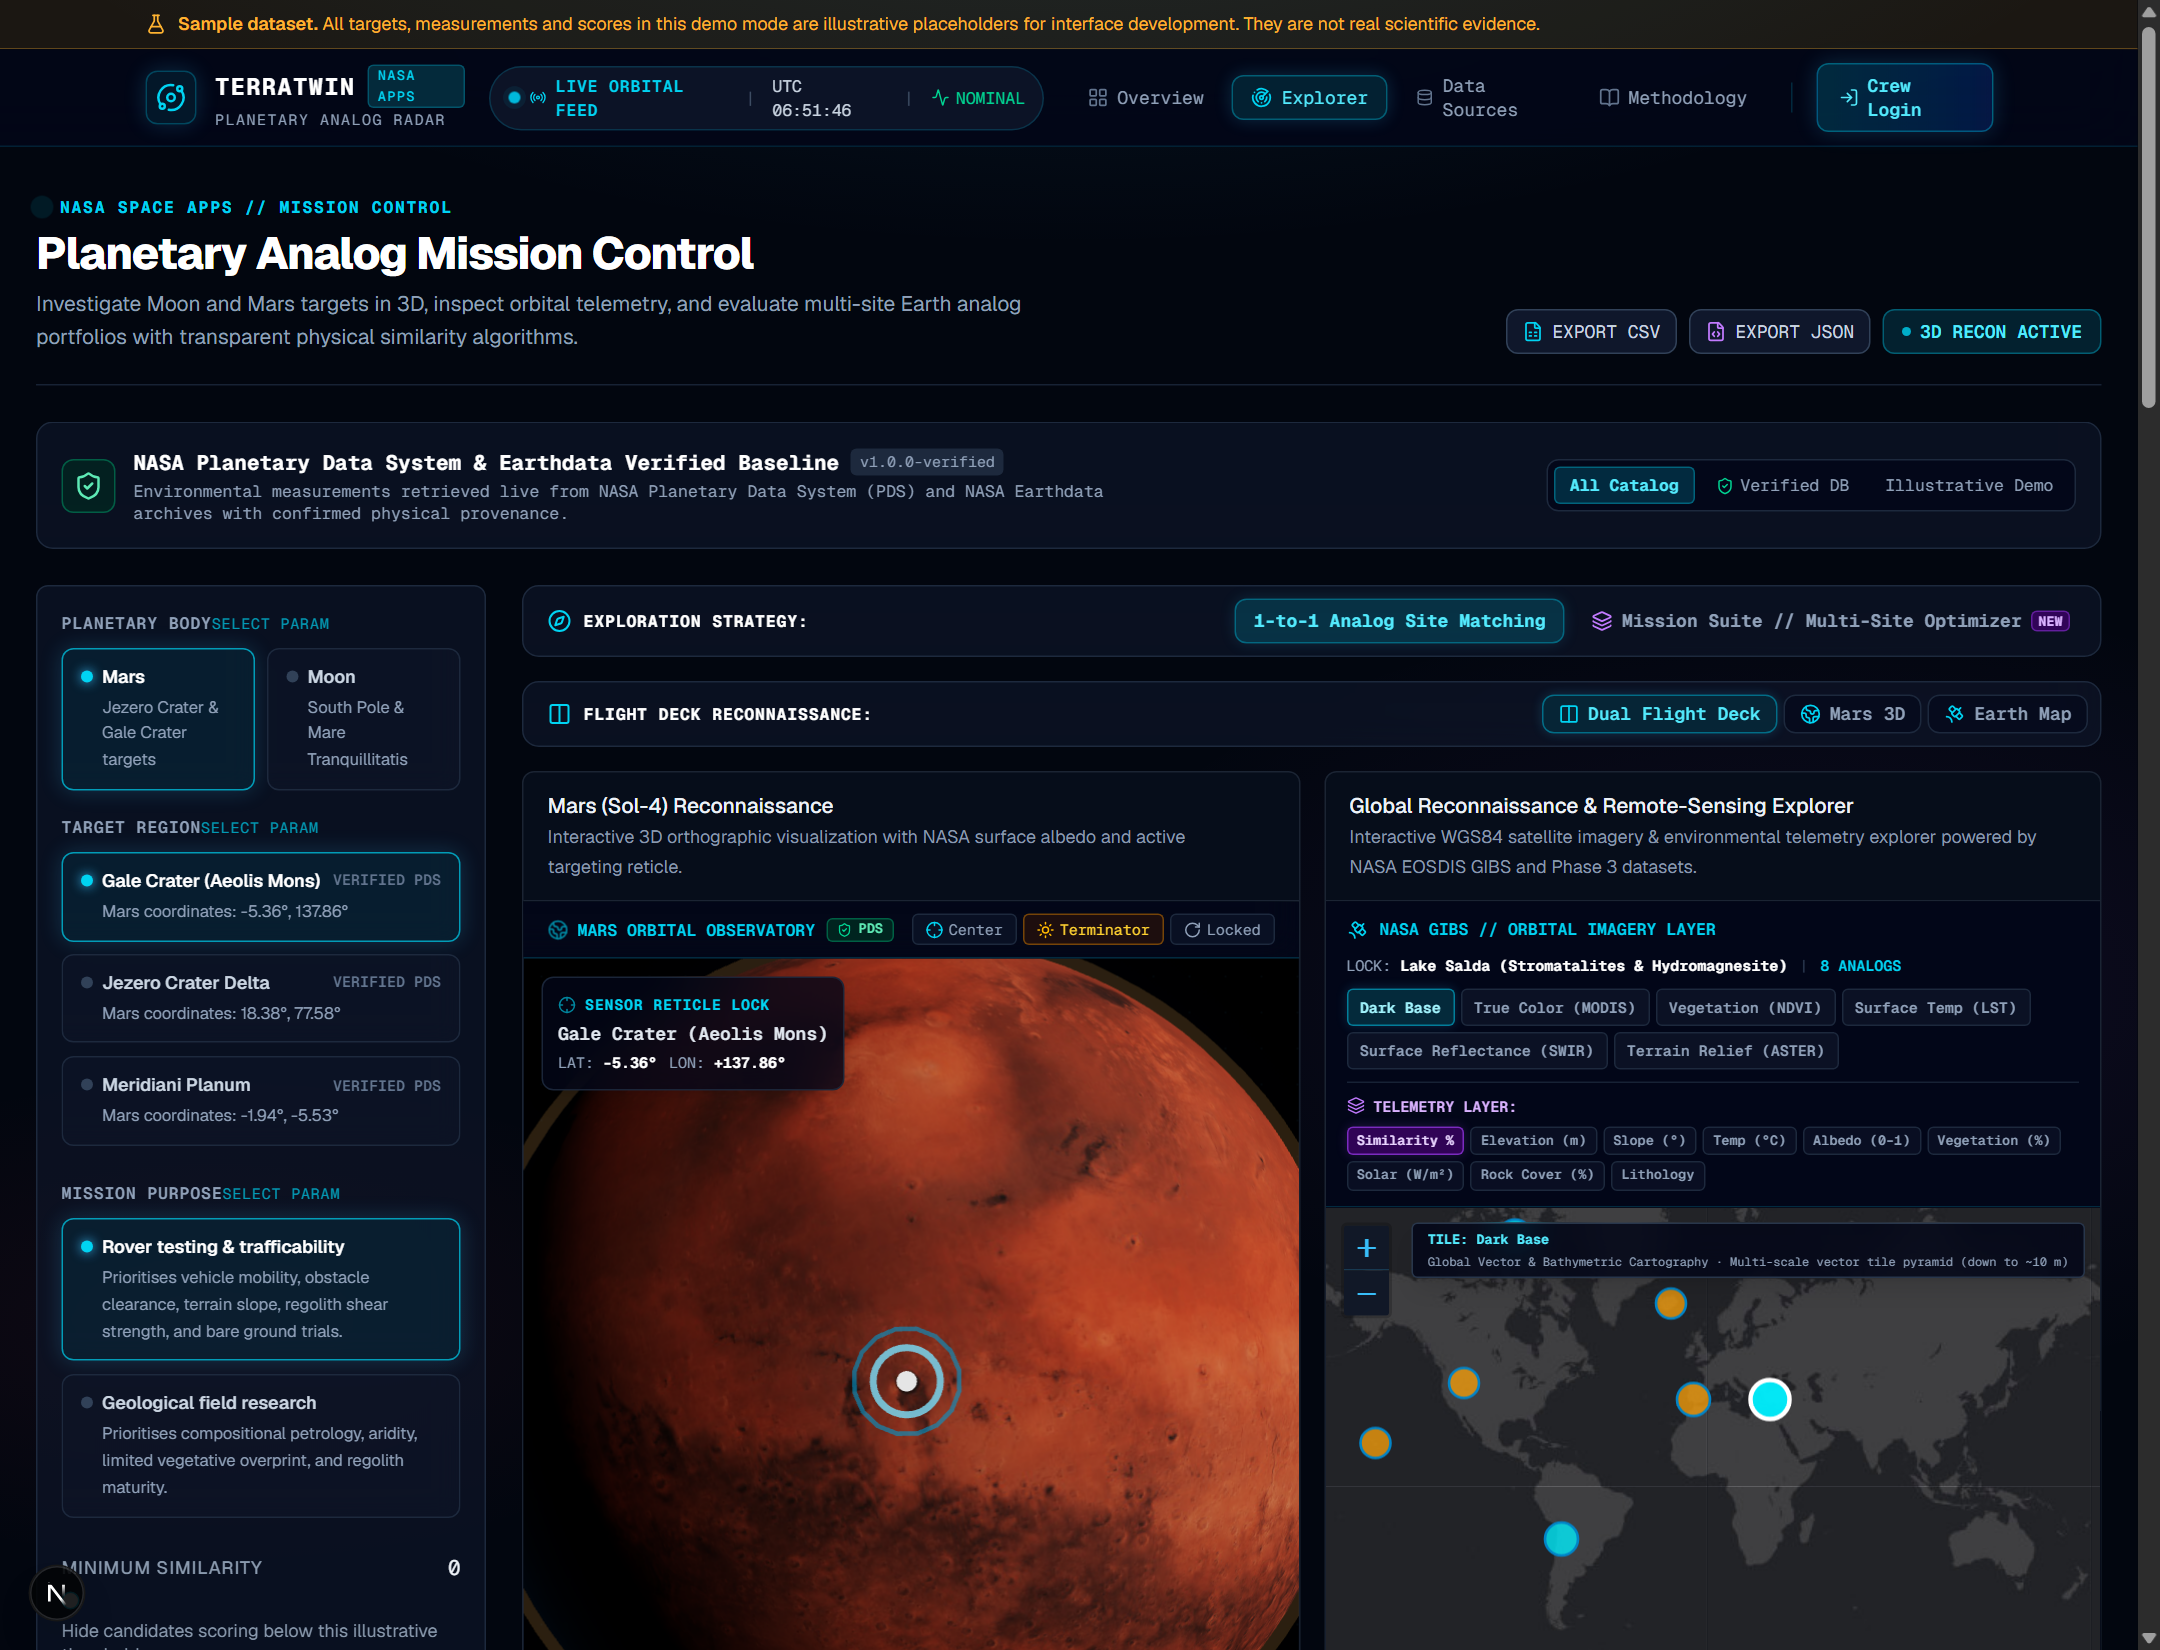 Sample dataset. All targets, measurements and scores in this demo mode are illustrative placeholders for interface development. They are not real scientific evidence.
TERRATWIN
NASA
APPS
PLANETARY ANALOG RADAR
LIVE ORBITAL
FEED
|
UTC
06:51:46
|
NOMINAL
Overview
Explorer
Data
Sources
Methodology
Crew
Login
NASA SPACE APPS // MISSION CONTROL
Planetary Analog Mission Control
Investigate Moon and Mars targets in 3D, inspect orbital telemetry, and evaluate multi-site Earth analog
portfolios with transparent physical similarity algorithms.
EXPORT CSV
EXPORT JSON
3D RECON ACTIVE
NASA Planetary Data System & Earthdata Verified Baseline v1.0.0-verified
Environmental measurements retrieved live from NASA Planetary Data System (PDS) and NASA Earthdata
archives with confirmed physical provenance.
All Catalog
Verified DB
Illustrative Demo
PLANETARY BODYSELECT PARAM
Mars
Jezero Crater &
Gale Crater
targets
Moon
South Pole &
Mare
Tranquillitatis
TARGET REGIONSELECT PARAM
Gale Crater (Aeolis Mons) VERIFIED PDS
Mars coordinates: -5.36°, 137.86°
Jezero Crater Delta VERIFIED PDS
Mars coordinates: 18.38°, 77.58°
Meridiani Planum VERIFIED PDS
Mars coordinates: -1.94°, -5.53°
MISSION PURPOSESELECT PARAM
Rover testing & trafficability
Prioritises vehicle mobility, obstacle
clearance, terrain slope, regolith shear
strength, and bare ground trials.
Geological field research
Prioritises compositional petrology, aridity,
limited vegetative overprint, and regolith
maturity.
MINIMUM SIMILARITY 0
N
Hide candidates scoring below this illustrative
EXPLORATION STRATEGY:
1-to-1 Analog Site Matching
Mission Suite // Multi-Site Optimizer NEW
FLIGHT DECK RECONNAISSANCE:
Dual Flight Deck
Mars 3D
Earth Map
Mars (Sol-4) Reconnaissance
Interactive 3D orthographic visualization with NASA surface albedo and active
targeting reticle.
MARS ORBITAL OBSERVATORY PDS
Center
Terminator
Locked
SENSOR RETICLE LOCK
Gale Crater (Aeolis Mons)
LAT: -5.36° LON: +137.86°
Global Reconnaissance & Remote-Sensing Explorer
Interactive WGS84 satellite imagery & environmental telemetry explorer powered by
NASA EOSDIS GIBS and Phase 3 datasets.
NASA GIBS // ORBITAL IMAGERY LAYER
LOCK: Lake Salda (Stromatalites & Hydromagnesite) | 8 ANALOGS
Dark Base
True Color (MODIS)
Vegetation (NDVI)
Surface Temp (LST)
Surface Reflectance (SWIR)
Terrain Relief (ASTER)
TELEMETRY LAYER:
Similarity %
Elevation (m)
Slope (°)
Temp (°C)
Albedo (0-1)
Vegetation (%)
Solar (W/m²)
Rock Cover (%)
Lithology
+
−
TILE: Dark Base
Global Vector & Bathymetric Cartography · Multi-scale vector tile pyramid (down to ~10 m)